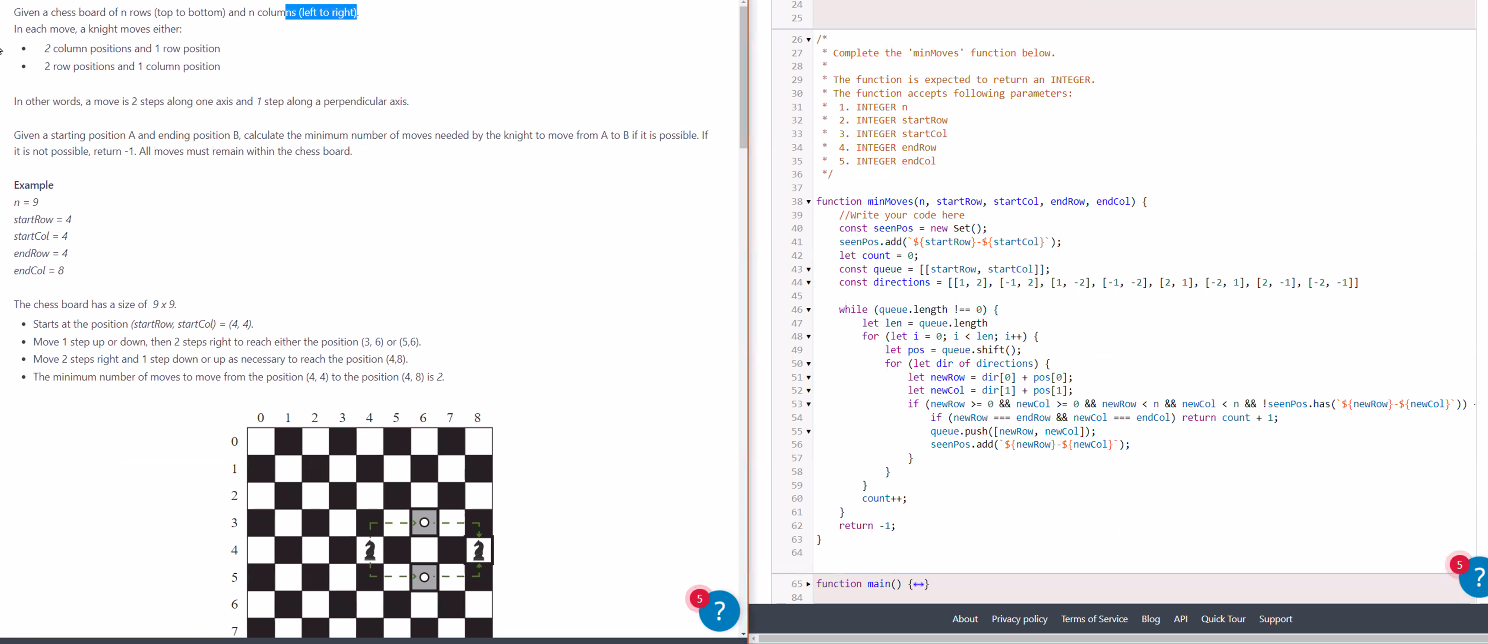 Given a chess board of n rows (top to bottom) and n columns (left to right).
In each move, a knight moves either:
• 2 column positions and 1 row position
• 2 row positions and 1 column position
In other words, a move is 2 steps along one axis and 1 step along a perpendicular axis.
Given a starting position A and ending position B, calculate the minimum number of moves needed by the knight to move from A to B if it is possible. If
it is not possible, return -1. All moves must remain within the chess board.
Example
n = 9
startRow = 4
startCol = 4
endRow = 4
endCol = 8
The chess board has a size of 9 x 9.
• Starts at the position (startRow, startCol) = (4, 4).
• Move 1 step up or down, then 2 steps right to reach either the position (3, 6) or (5,6).
• Move 2 steps right and 1 step down or up as necessary to reach the position (4,8).
• The minimum number of moves to move from the position (4, 4) to the position (4, 8) is 2.
0 1 2 3 4 5 6 7 8
0
1
2
3
4
5
6
7
5 ?
24
25
26 /*
27 * Complete the 'minMoves' function below.
28 *
29 * The function is expected to return an INTEGER.
30 * The function accepts following parameters:
31 * 1. INTEGER n
32 * 2. INTEGER startRow
33 * 3. INTEGER startCol
34 * 4. INTEGER endRow
35 * 5. INTEGER endCol
36 */
37
38 function minMoves(n, startRow, startCol, endRow, endCol) {
39 //Write your code here
40 const seenPos = new Set();
41 seenPos.add(`${startRow}-${startCol}`);
42 let count = 0;
43 const queue = [[startRow, startCol]];
44 const directions = [[1, 2], [-1, 2], [1, -2], [-1, -2], [2, 1], [-2, 1], [2, -1], [-2, -1]]
45
46 while (queue.length !== 0) {
47 let len = queue.length
48 for (let i = 0; i < len; i++) {
49 let pos = queue.shift();
50 for (let dir of directions) {
51 let newRow = dir[0] + pos[0];
52 let newCol = dir[1] + pos[1];
53 if (newRow >= 0 && newCol >= 0 && newRow < n && newCol < n && !seenPos.has(`${newRow}-${newCol}`))
54 if (newRow === endRow && newCol === endCol) return count + 1;
55 queue.push([newRow, newCol]);
56 seenPos.add(`${newRow}-${newCol}`);
57 }
58 }
59 }
60 count++;
61 }
62 return -1;
63 }
64
65 function main() {↔}
84
5 ?
About Privacy policy Terms of Service Blog API Quick Tour Support